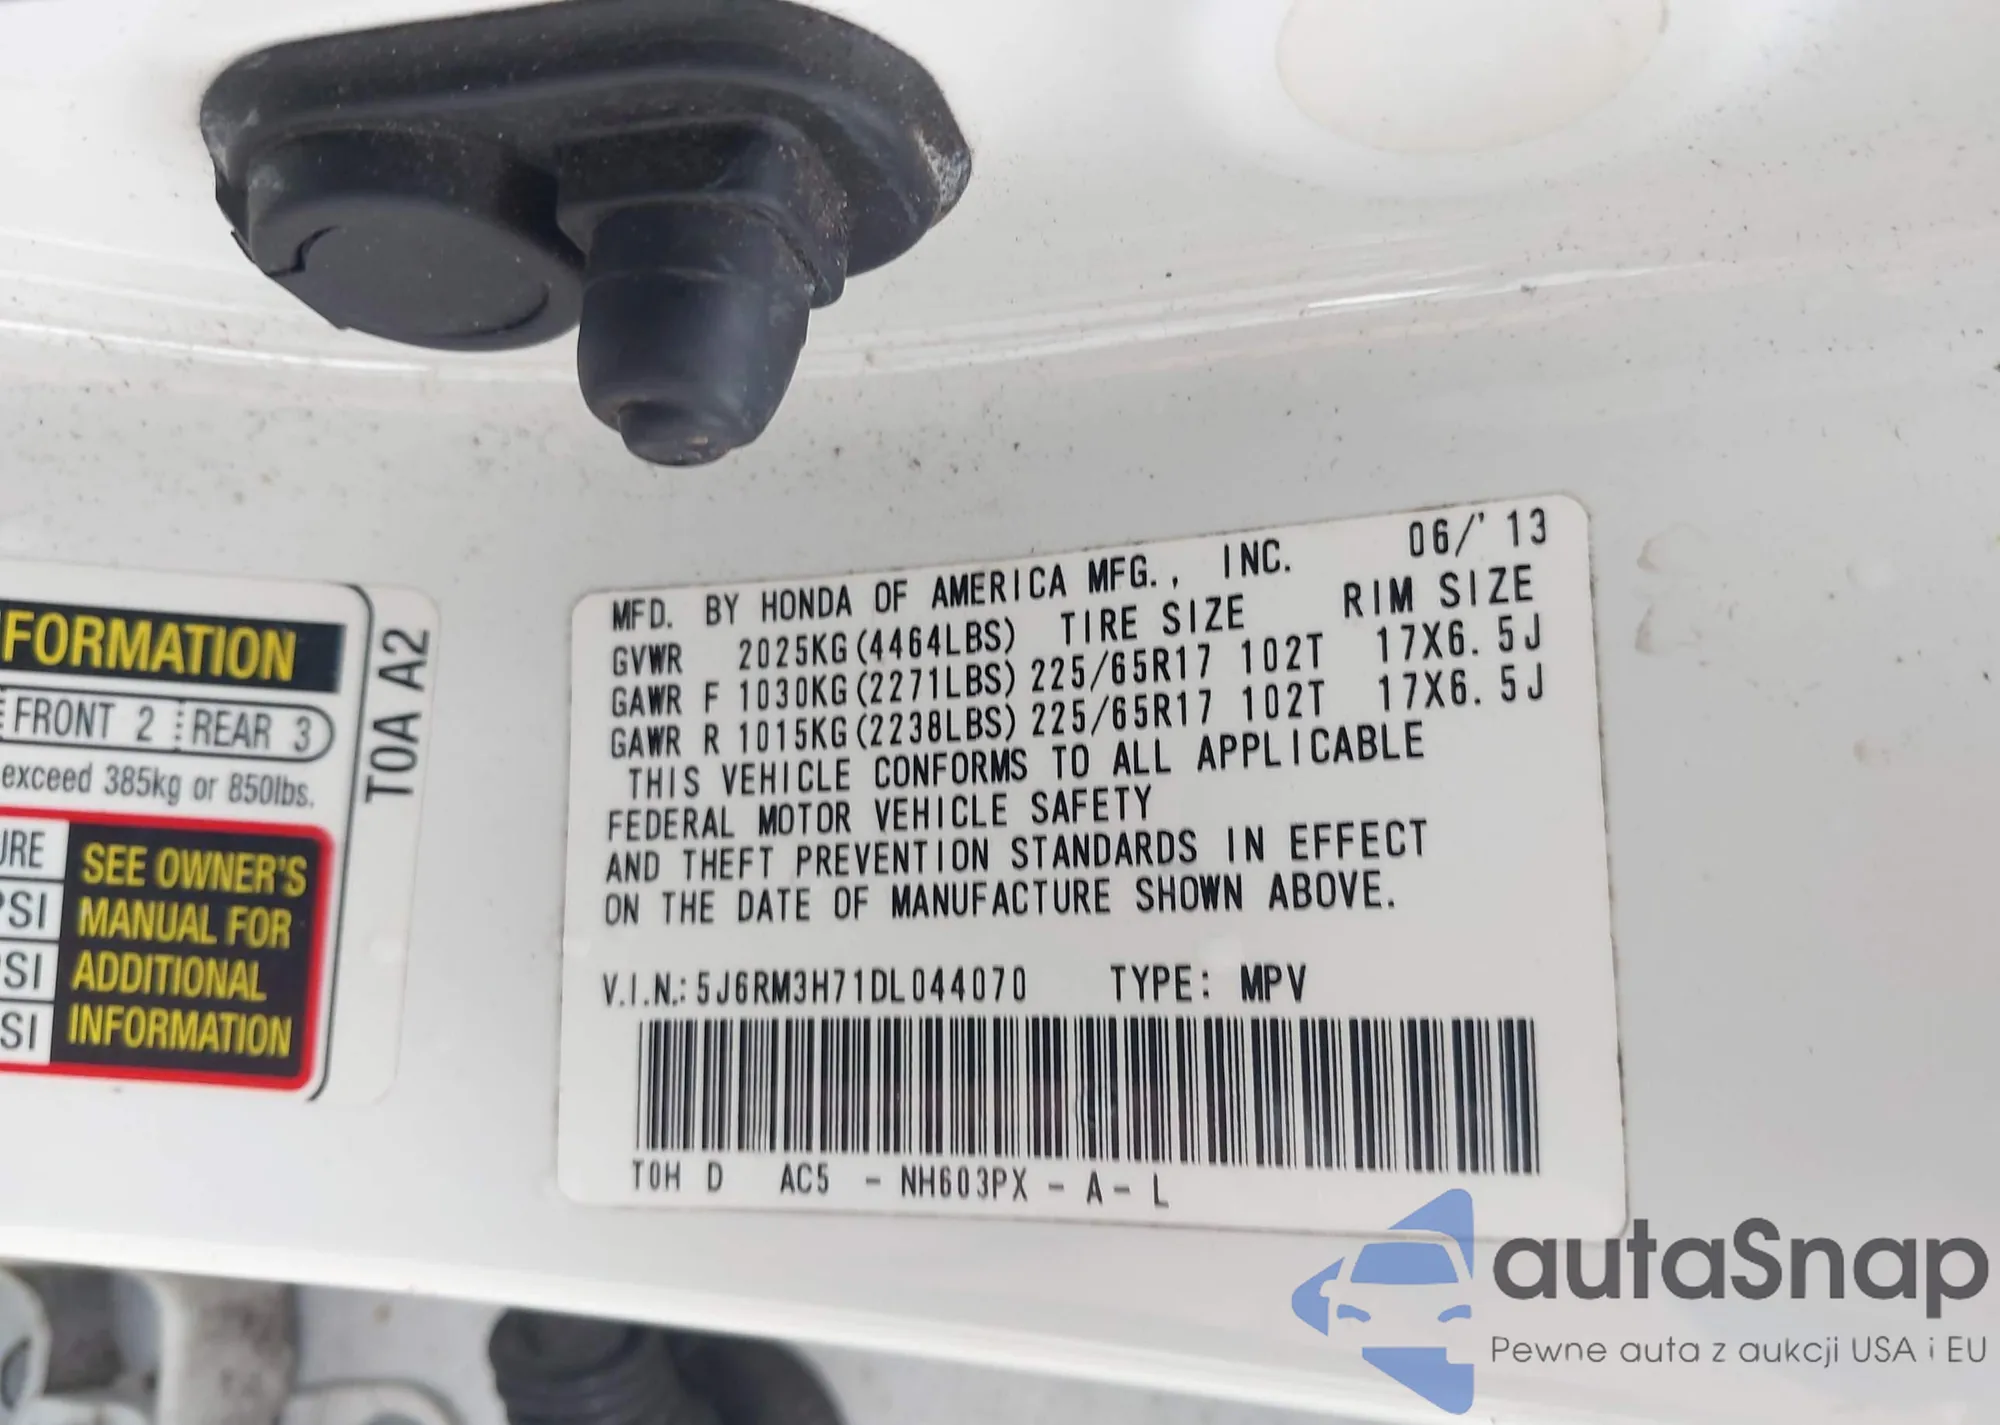 FORMATION
FRONT 2 REAR 3
exceed 385kg or 850lbs.
URE
PSI
PSI
SI
SEE OWNER'S
MANUAL FOR
ADDITIONAL
INFORMATION
T0A A2
MFD. BY HONDA OF AMERICA MFG., INC. 06/'13
GVWR 2025KG(4464LBS) TIRE SIZE RIM SIZE
GAWR F 1030KG(2271LBS) 225/65R17 102T 17X6.5J
GAWR R 1015KG(2238LBS) 225/65R17 102T 17X6.5J
THIS VEHICLE CONFORMS TO ALL APPLICABLE
FEDERAL MOTOR VEHICLE SAFETY
AND THEFT PREVENTION STANDARDS IN EFFECT
ON THE DATE OF MANUFACTURE SHOWN ABOVE.
V.I.N.: 5J6RM3H71DL044070 TYPE: MPV
T0H D AC5 - NH603PX - A - L
autaSnap
Pewne auta z aukcji USA i EU